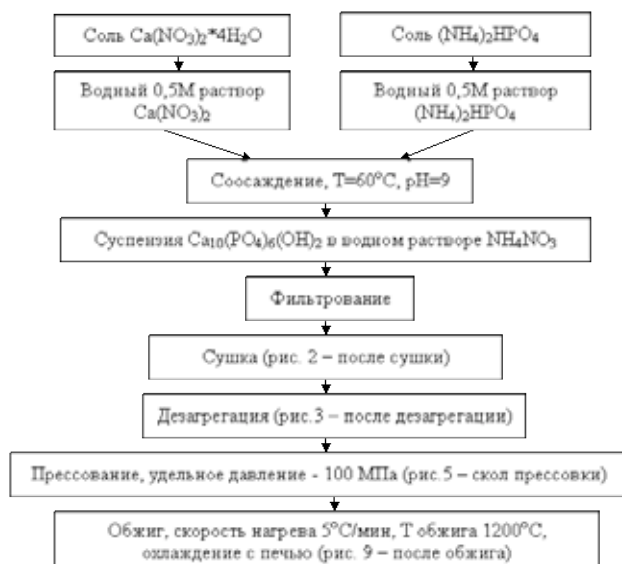 Соль Ca(NO3)2*4H2O
Соль (NH4)2HPO4
Водный 0,5М раствор
Ca(NO3)2
Водный 0,5М раствор
(NH4)2HPO4
Соосаждение, Т=60°С, pH=9
Суспензия Ca10(PO4)6(OH)2 в водном растворе NH4NO3
Фильтрование
Сушка (рис. 2 – после сушки)
Дезагрегация (рис.3 – после дезагрегации)
Прессование, удельное давление - 100 МПа (рис.5 – скол прессовки)
Обжиг, скорость нагрева 5°С/мин, Т обжига 1200°С,
охлаждение с печью (рис. 9 – после обжига)